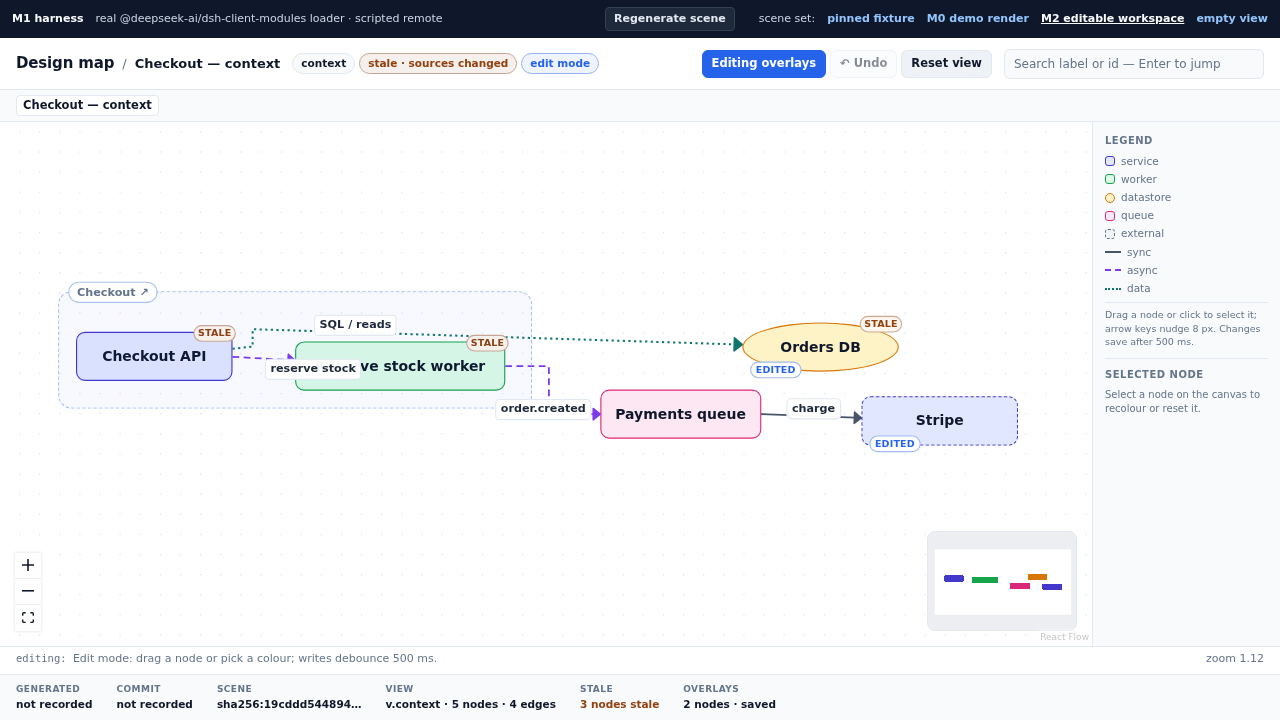 M1 harness real @deepseek-ai/dsh-client-modules loader · scripted remote Regenerate scene scene set: pinned fixture M0 demo render M2 editable workspace empty view
Design map / Checkout — context context stale · sources changed edit mode Editing overlays ↶ Undo Reset view Search label or id — Enter to jump
Checkout — context
LEGEND
service
worker
datastore
queue
external
sync
async
data
Drag a node or click to select it;
arrow keys nudge 8 px. Changes
save after 500 ms.
SELECTED NODE
Select a node on the canvas to
recolour or reset it.
Checkout ↗
SQL / reads
STALE
Checkout API
STALE
ve stock worker
reserve stock
STALE
Orders DB
EDITED
order.created
Payments queue
charge
Stripe
EDITED
React Flow
editing: Edit mode: drag a node or pick a colour; writes debounce 500 ms. zoom 1.12
GENERATED COMMIT SCENE VIEW STALE OVERLAYS
not recorded not recorded sha256:19cddd544894… v.context · 5 nodes · 4 edges 3 nodes stale 2 nodes · saved